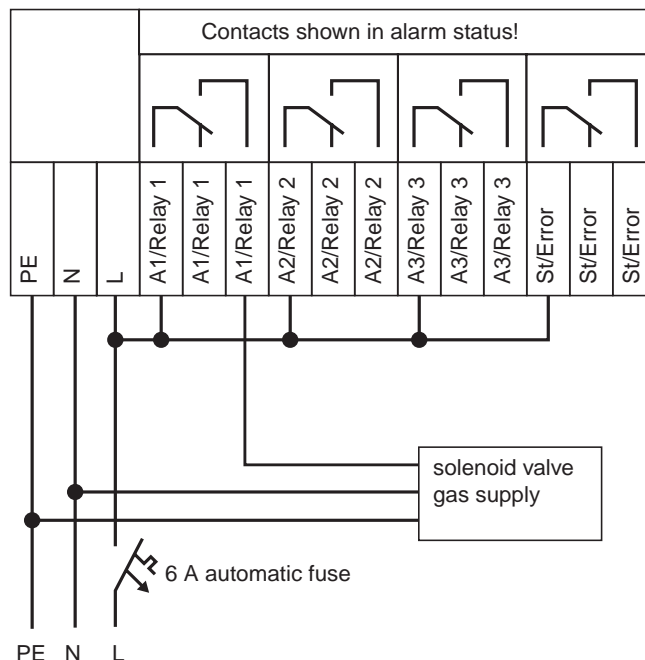 Contacts shown in alarm status!
PE
N
L
A1/Relay 1
A1/Relay 1
A1/Relay 1
A2/Relay 2
A2/Relay 2
A2/Relay 2
A3/Relay 3
A3/Relay 3
A3/Relay 3
St/Error
St/Error
St/Error
solenoid valve
gas supply
6 A automatic fuse
PE N L